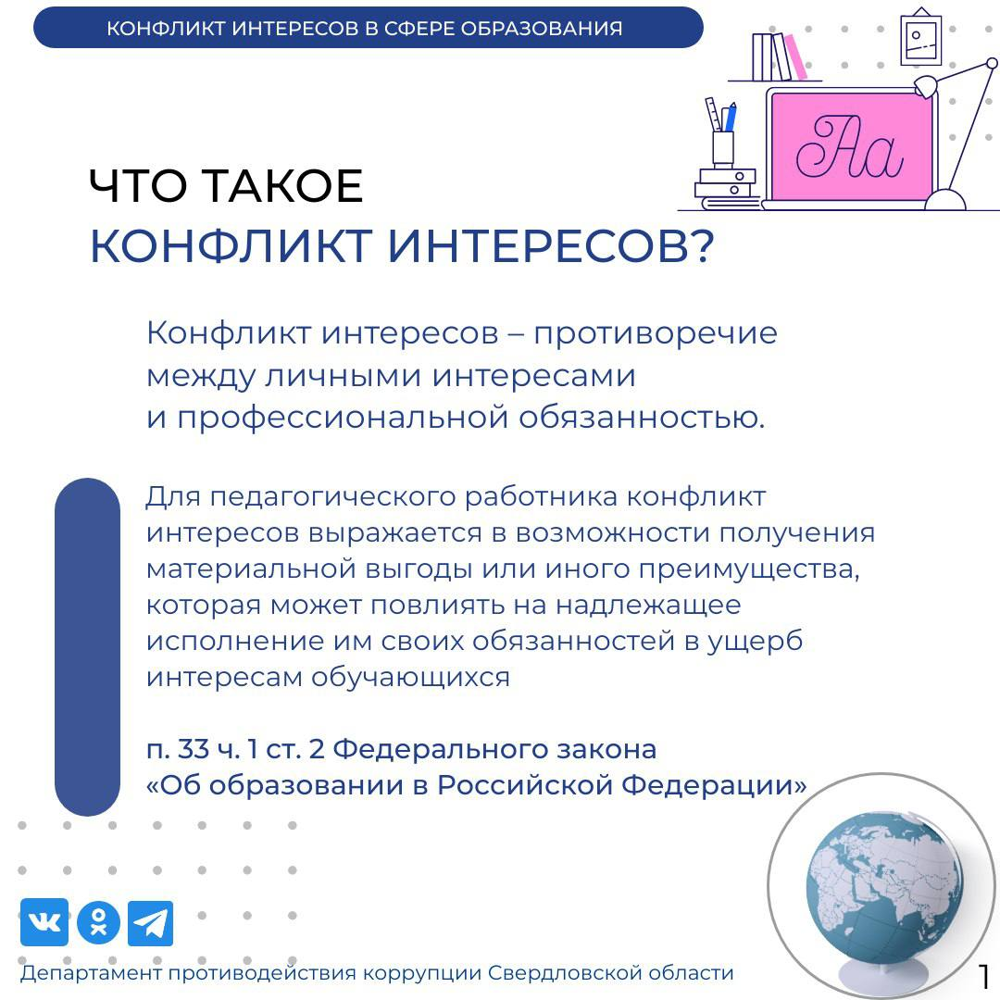 КОНФЛИКТ ИНТЕРЕСОВ В СФЕРЕ ОБРАЗОВАНИЯ
Aa
ЧТО ТАКОЕ
КОНФЛИКТ ИНТЕРЕСОВ?
Конфликт интересов – противоречие
между личными интересами
и профессиональной обязанностью.
Для педагогического работника конфликт
интересов выражается в возможности получения
материальной выгоды или иного преимущества,
которая может повлиять на надлежащее
исполнение им своих обязанностей в ущерб
интересам обучающихся
п. 33 ч. 1 ст. 2 Федерального закона
«Об образовании в Российской Федерации»
Департамент противодействия коррупции Свердловской области
1